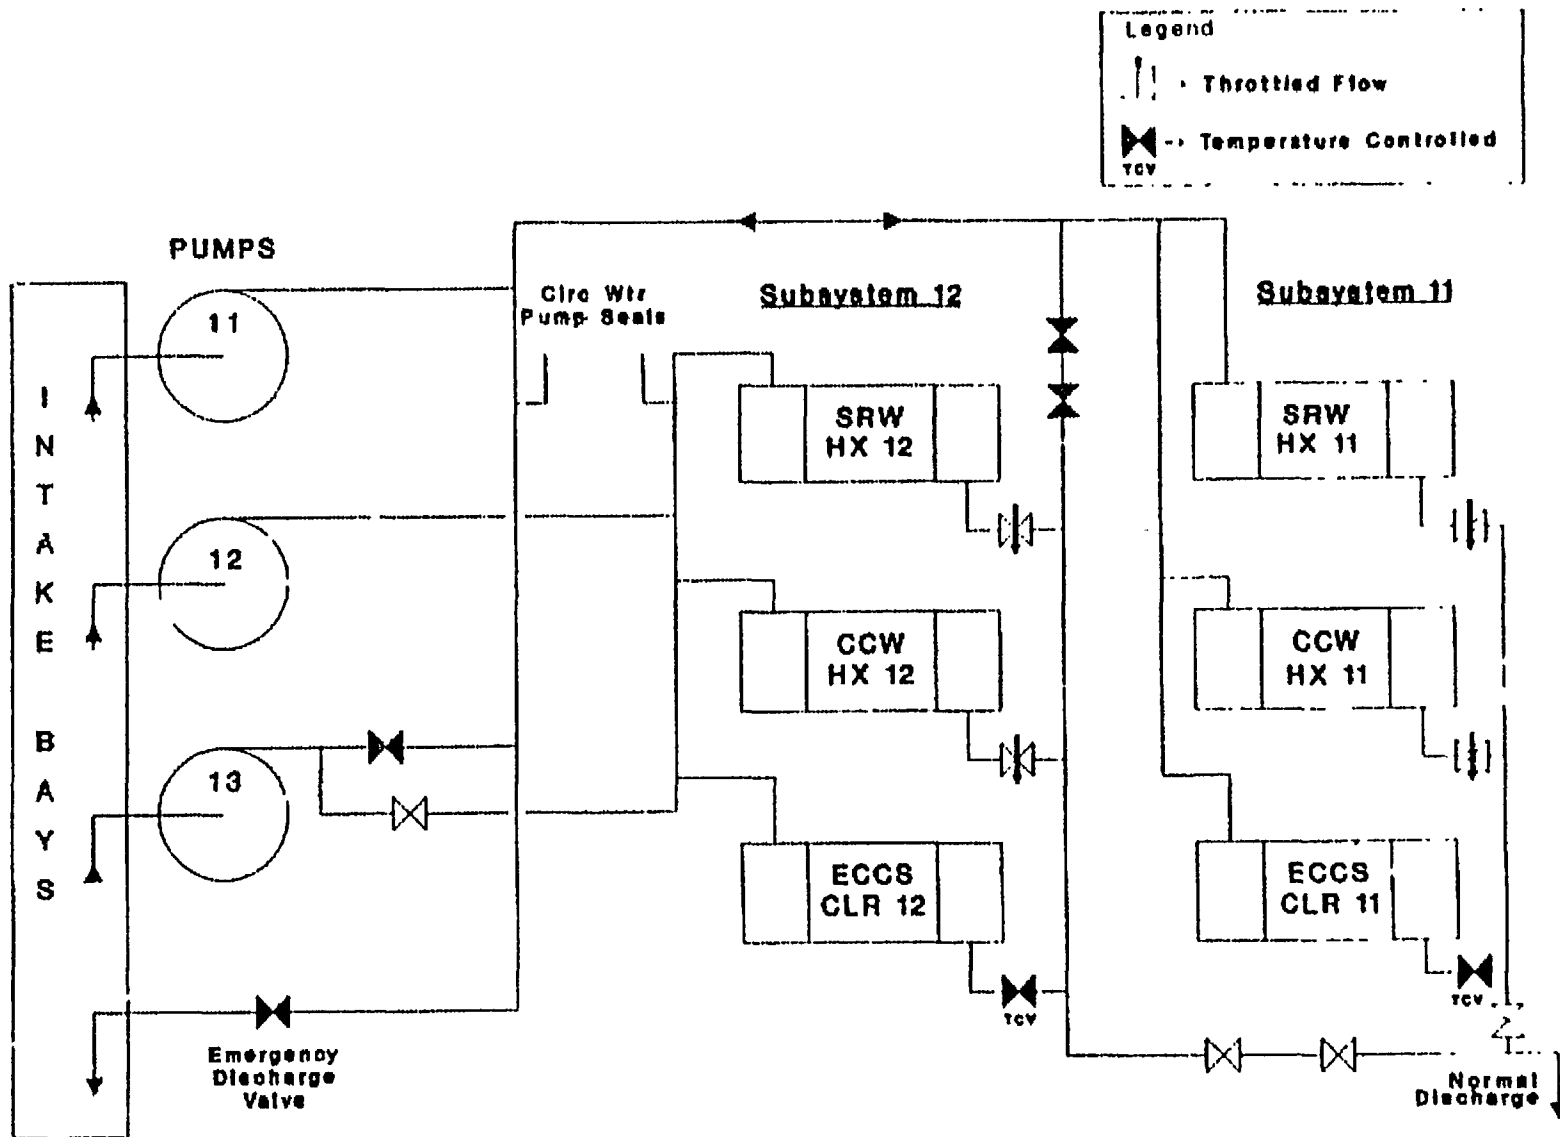 Legend
Throttled Flow
Temperature Controlled
TCV
PUMPS
11
Circ Wtr
Pump Seals
Subsystem 12
Subsystem 11
INTAKE BAYS
SRW
HX 12
SRW
HX 11
12
CCW
HX 12
CCW
HX 11
13
ECCS
CLR 12
ECCS
CLR 11
TCV
TCV
Emergency
Discharge
Valve
Normal
Discharge